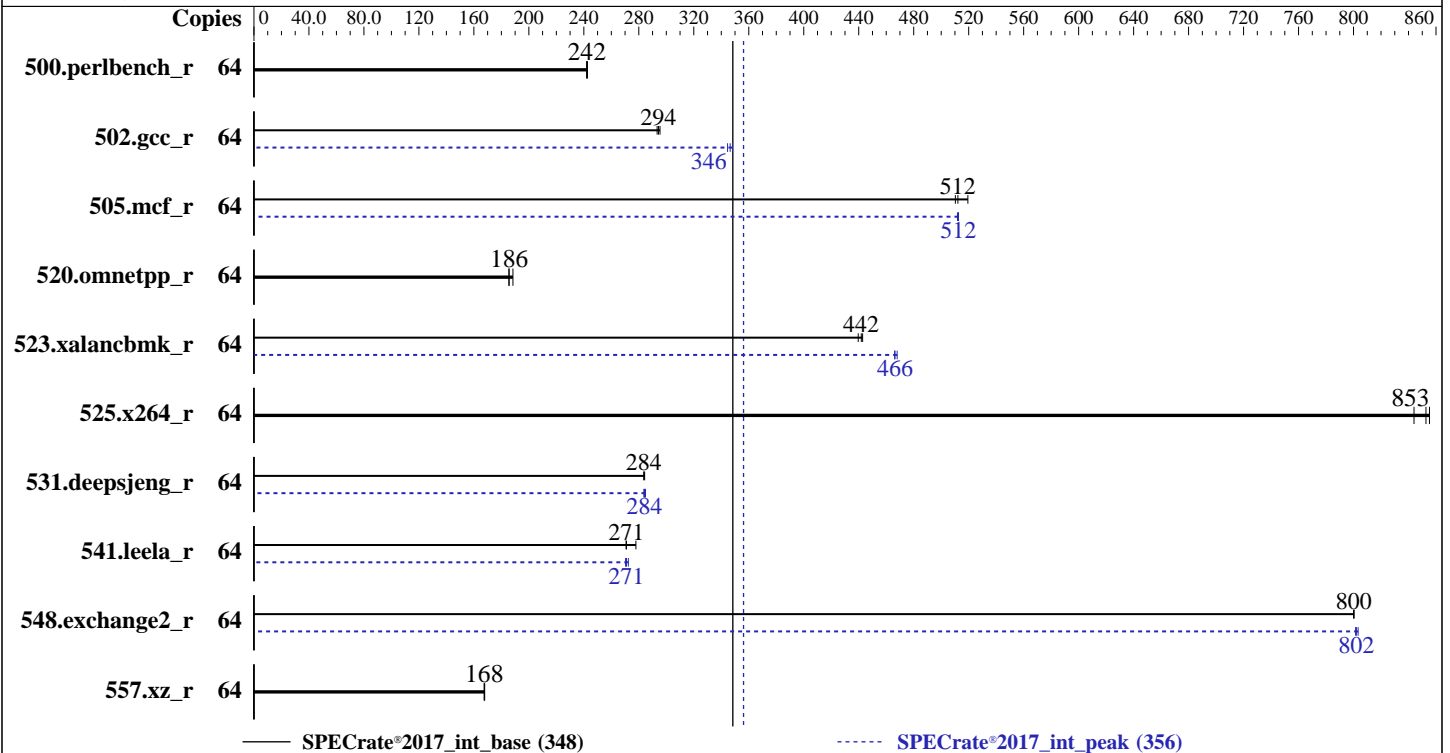 Copies 0 40.0 80.0 120 160 200 240 280 320 360 400 440 480 520 560 600 640 680 720 760 800 860
500.perlbench_r 64 242
502.gcc_r 64 294
346
505.mcf_r 64 512
512
520.omnetpp_r 64 186
523.xalancbmk_r 64 442
466
525.x264_r 64 853
531.deepsjeng_r 64 284
284
541.leela_r 64 271
271
548.exchange2_r 64 800
802
557.xz_r 64 168
SPECrate®2017_int_base (348) SPECrate®2017_int_peak (356)